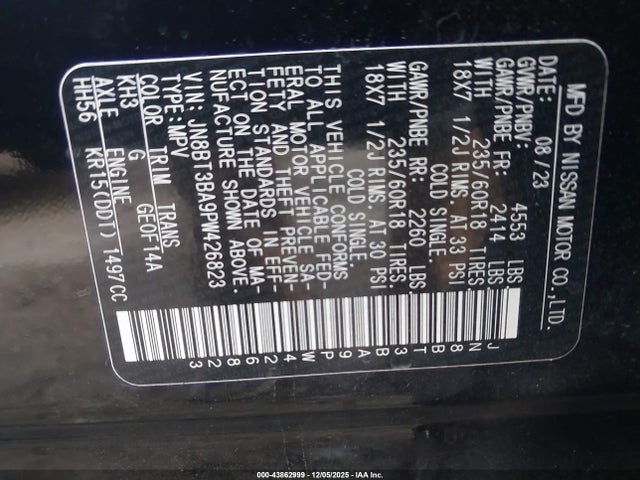 MFD BY NISSAN MOTOR CO.,LTD.
DATE: 08/23
GVWR/PNBV: 4553 LBS
GAWR/PNBE FR: 2414 LBS.
WITH 235/60R18 TIRES,
18X7 1/2J RIMS, AT 33 PSI
COLD SINGLE.
GAWR/PNBE RR: 2260 LBS.
WITH 235/60R18 TIRES,
18X7 1/2J RIMS, AT 30 PSI
COLD SINGLE.
THIS VEHICLE CONFORMS
TO ALL APPLICABLE FED-
ERAL MOTOR VEHICLE SA-
FETY AND THEFT PREVEN-
TION STANDARDS IN EFF-
ECT ON THE DATE OF MA-
NUFACTURE SHOWN ABOVE.
VIN: JN8BT3BA9PW426823
TYPE: MPV
COLOR TRIM TRANS
KH3 G GE0F14A
AXLE ENGINE
HH56 KR15(DDT) 1497CC
JN8BT3BA9PW426823
000-43862999 - 12/05/2025 - IAA Inc.